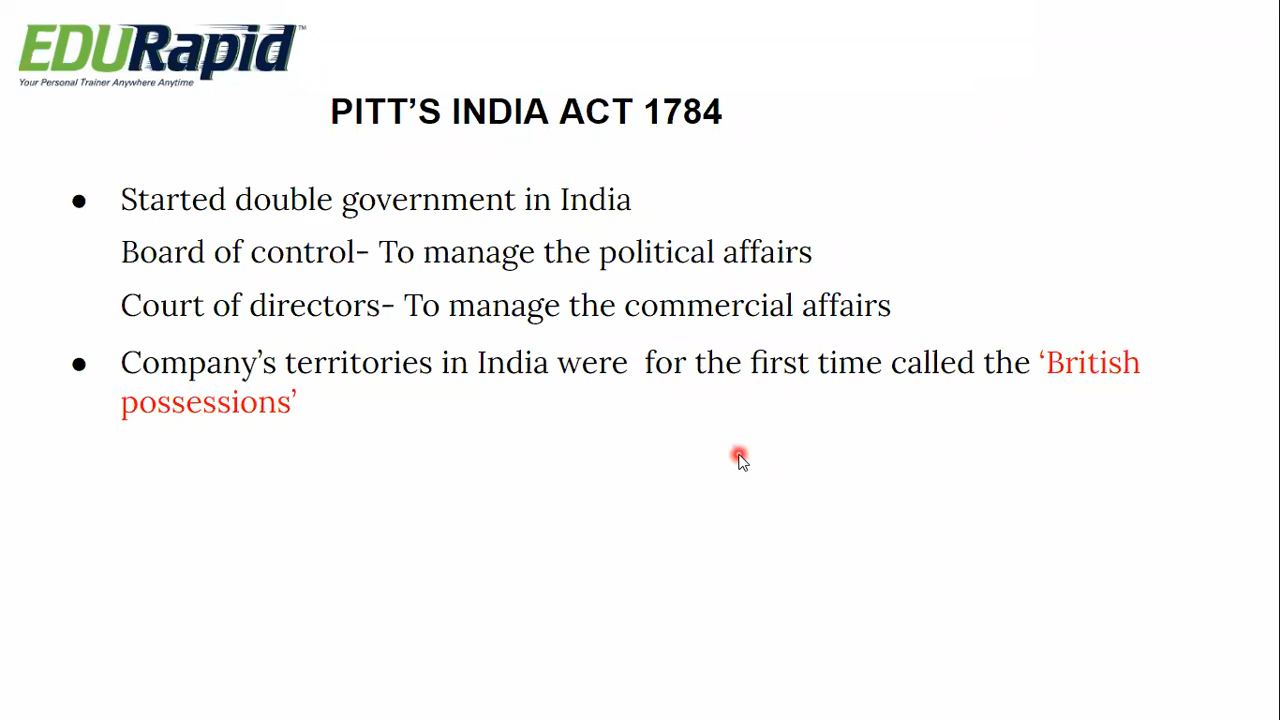 EDURapid™
Your Personal Trainer Anywhere Anytime
PITT’S INDIA ACT 1784
● Started double government in India
Board of control- To manage the political affairs
Court of directors- To manage the commercial affairs
● Company’s territories in India were for the first time called the ‘British
possessions’